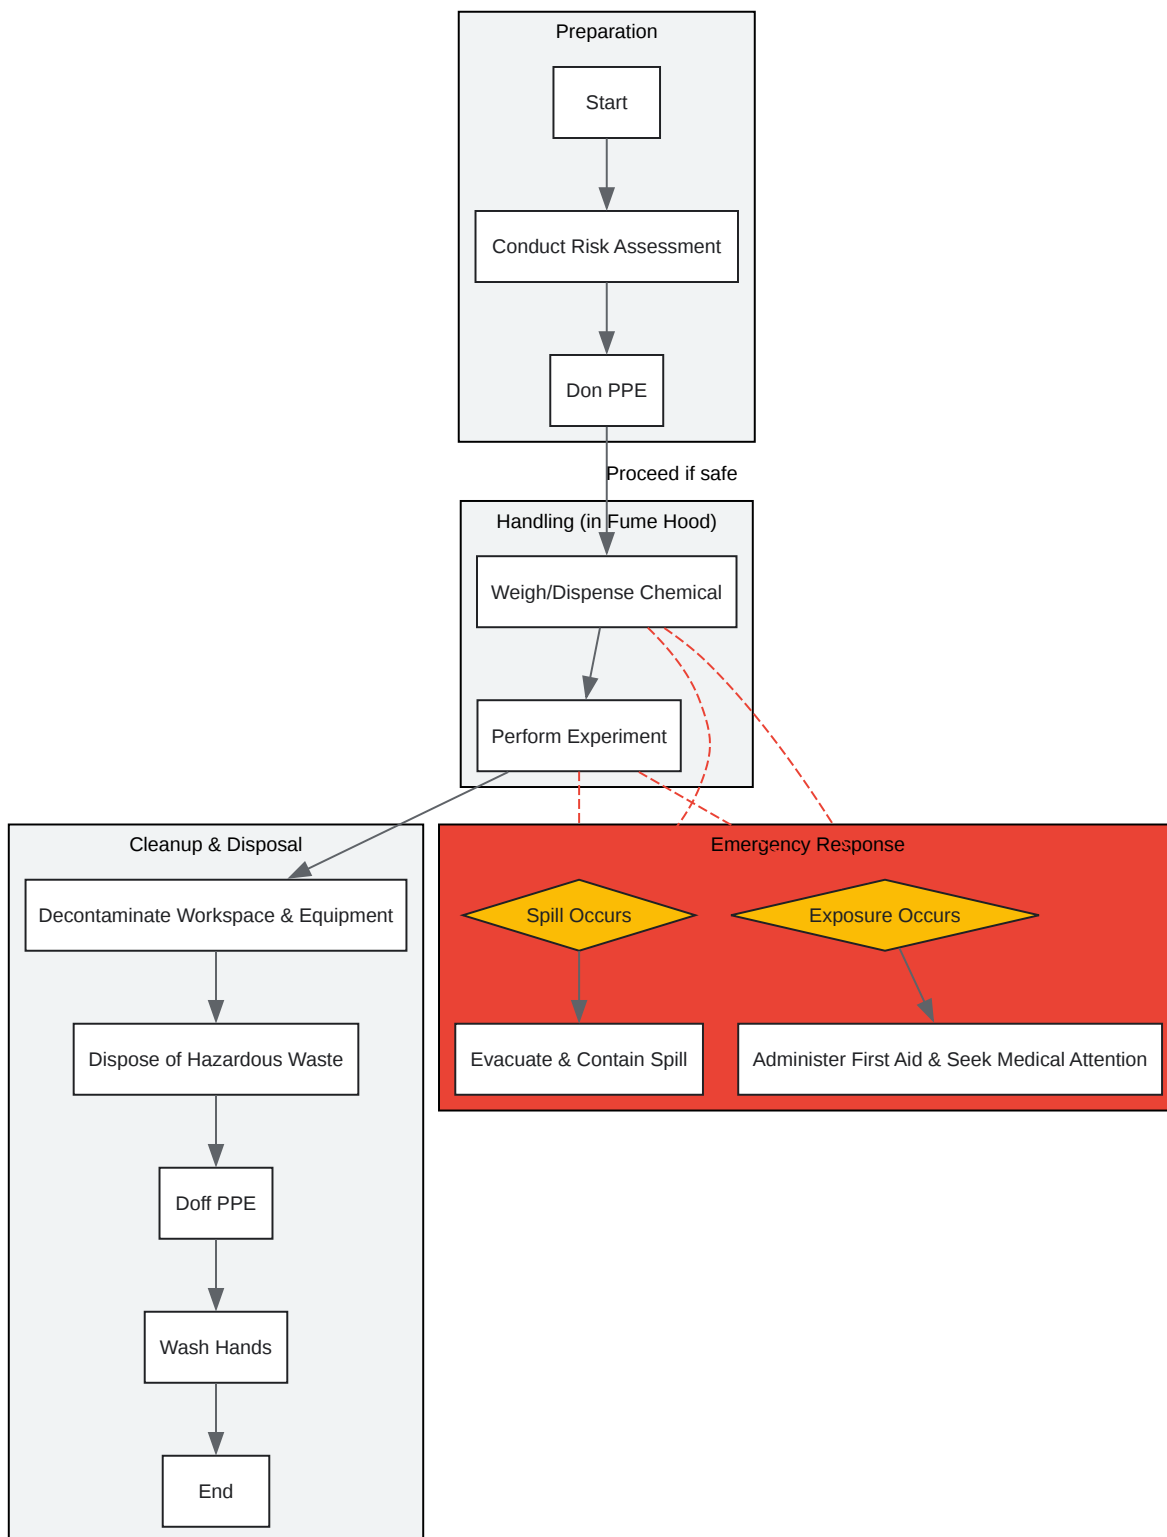 Preparation
Start
Conduct Risk Assessment
Don PPE
Proceed if safe
Handling (in Fume Hood)
Weigh/Dispense Chemical
Perform Experiment
Cleanup & Disposal
Decontaminate Workspace & Equipment
Dispose of Hazardous Waste
Doff PPE
Wash Hands
End
Emergency Response
Spill Occurs
Exposure Occurs
Evacuate & Contain Spill
Administer First Aid & Seek Medical Attention